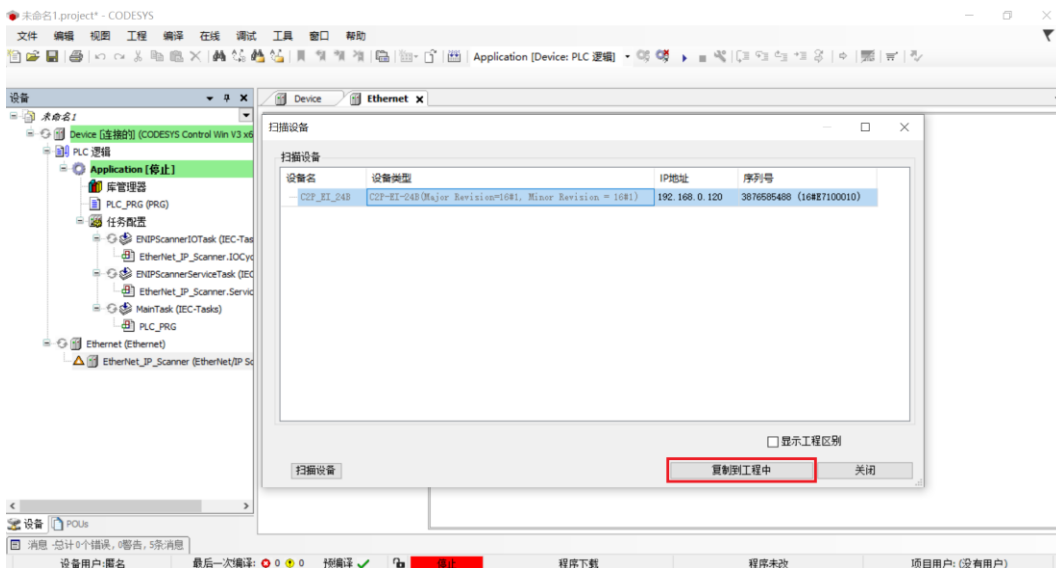 未命名1.project* - CODESYS
文件 编辑 视图 工程 编译 在线 调试 工具 窗口 帮助
Application [Device: PLC 逻辑]
设备
Device
Ethernet
未命名1
Device [连接的] (CODESYS Control Win V3 x6
PLC 逻辑
Application [停止]
库管理器
PLC_PRG (PRG)
任务配置
ENIPScannerIOTask (IEC-Tas
EtherNet_IP_Scanner.IOCyc
ENIPScannerServiceTask (IEC
EtherNet_IP_Scanner.Servic
MainTask (IEC-Tasks)
PLC_PRG
Ethernet (Ethernet)
EtherNet_IP_Scanner (EtherNet/IP Sc
扫描设备
扫描设备
设备名 设备类型 IP地址 序列号
C2P_EI_24B C2P-EI-24B(Major Revision=16#1, Minor Revision = 16#1) 192.168.0.120 3876585488 (16#E7100010)
显示工程区别
扫描设备 复制到工程中 关闭
设备 POUs
消息 -总计0个错误, 0警告, 5条消息
设备用户:匿名 最后一次编译: 0 0 预编译 停止 程序下载 程序未改 项目用户: (没有用户)